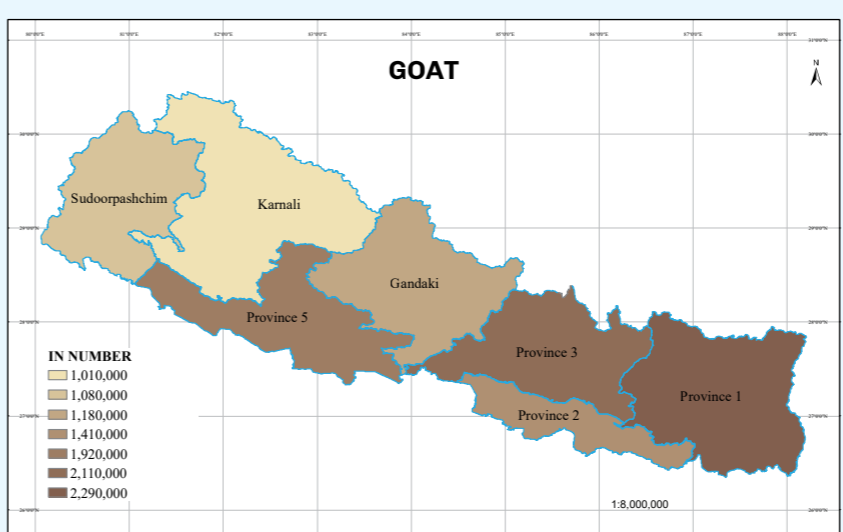 GOAT
N
Sudoorpashchim
Karnali
Gandaki
Province 5
Province 3
Province 1
Province 2
IN NUMBER
1,010,000
1,080,000
1,180,000
1,410,000
1,920,000
2,110,000
2,290,000
1:8,000,000